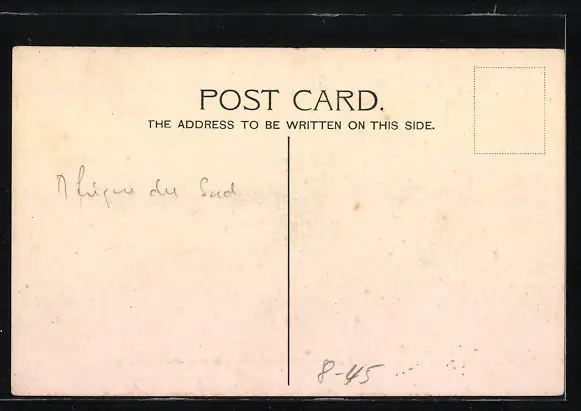 POST CARD.
THE ADDRESS TO BE WRITTEN ON THIS SIDE.
Afrique du Sud
8-45